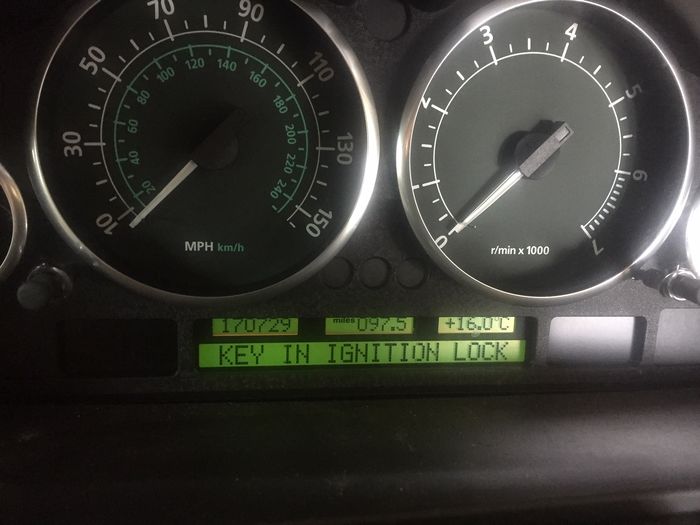 10 30 50 70 90 110 130 150
20 40 60 80 100 120 140 160 180 200 220 240
MPH km/h
0 2 3 4 5 6 7
r/min x 1000
170729 miles 097.5 +16.0°C
KEY IN IGNITION LOCK